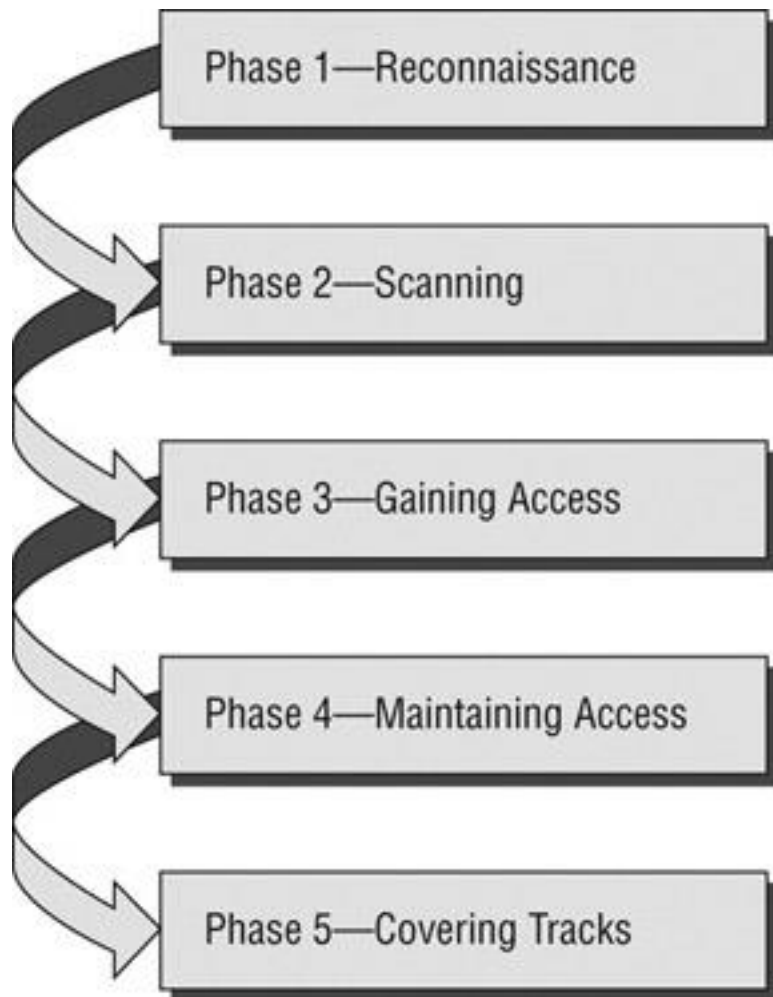 Phase 1—Reconnaissance
Phase 2—Scanning
Phase 3—Gaining Access
Phase 4—Maintaining Access
Phase 5—Covering Tracks